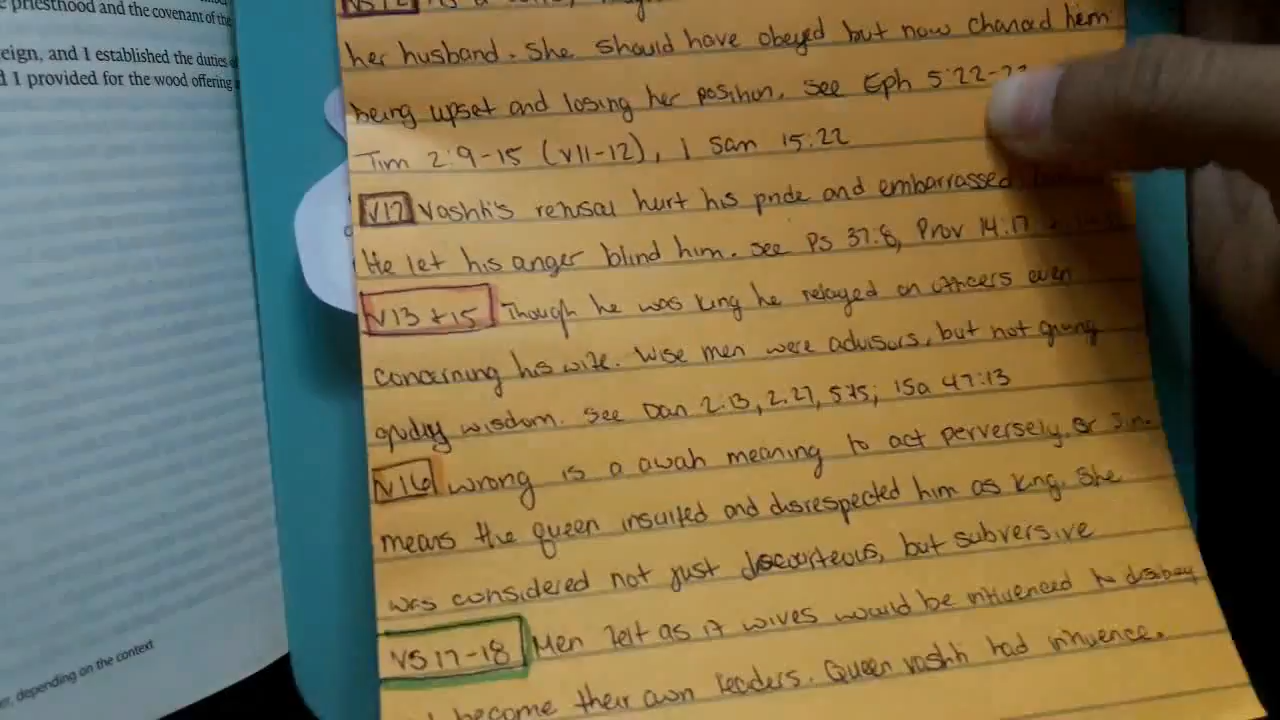 priesthood and the covenant of the
eign, and I established the duties
d I provided for the wood offering
er, depending on the context
her husband. She should have obeyed but now chanced him
being upset and losing her position. See Eph 5:22-
Tim 2:9-15 (V11-12), 1 Sam 15:22
V12 Vashti's refusal hurt his pride and embarrassed
He let his anger blind him. See PS 37:8, Prov 14:17
V13 + 15 Though he was king he relayed on officers even
concerning his wife. Wise men were advisors, but not giving
godly wisdom. See Dan 2:13, 2:27, 5:15; Isa 47:13
V16 wrong is a awah meaning to act perversely, or sin.
means the queen insulted and disrespected him as king. She
was considered not just discourteous, but subversive
VS 17-18 Men felt as if wives would be influenced to disobey
become their own leaders. Queen vashti had influence.